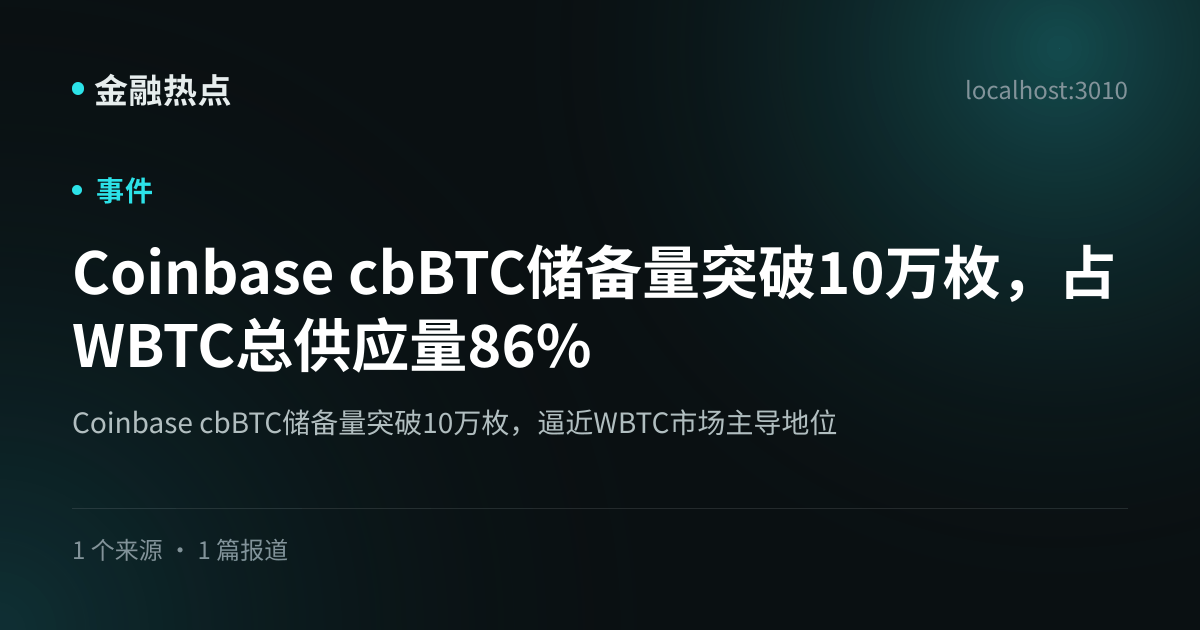 金融热点
localhost:3010
事件
Coinbase cbBTC储备量突破10万枚，占
WBTC总供应量86%
Coinbase cbBTC储备量突破10万枚，逼近WBTC市场主导地位
1 个来源 · 1 篇报道